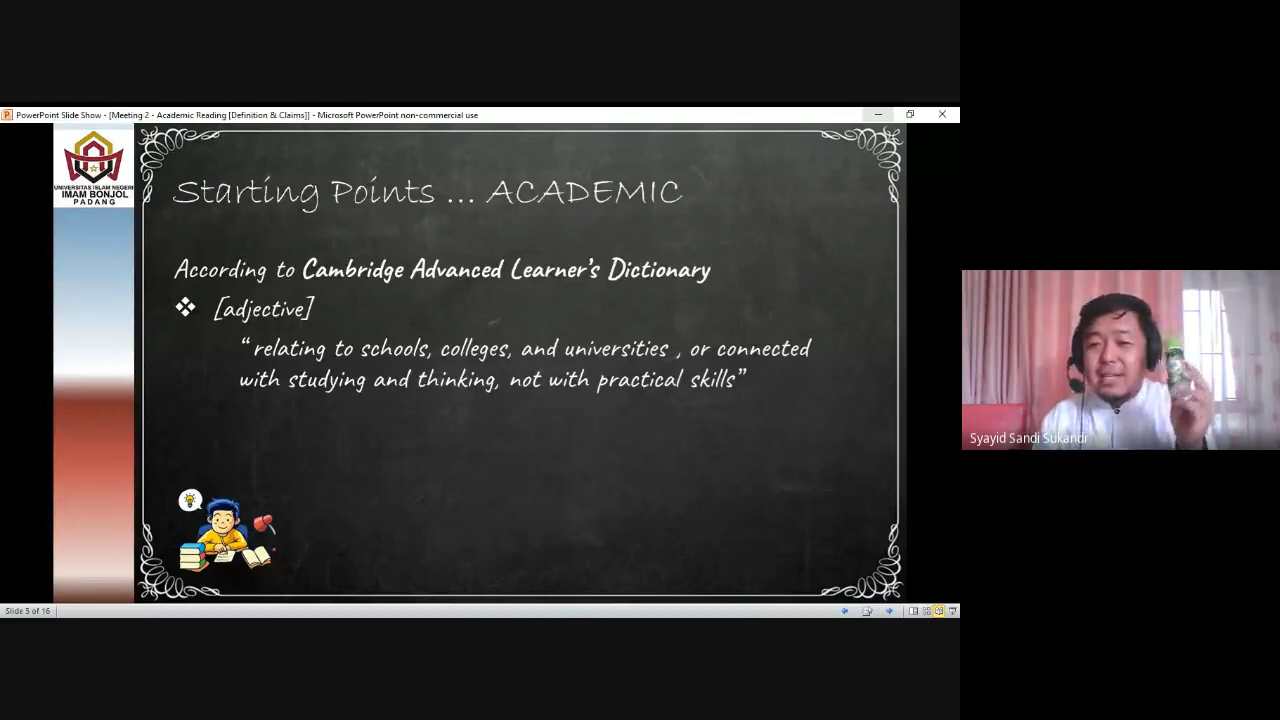 PowerPoint Slide Show - [Meeting 2 - Academic Reading [Definition & Claims]] - Microsoft PowerPoint non-commercial use
UNIVERSITAS ISLAM NEGERI
IMAM BONJOL
PADANG
Starting Points ... ACADEMIC
According to Cambridge Advanced Learner's Dictionary
[adjective]
“ relating to schools, colleges, and universities , or connected
with studying and thinking, not with practical skills”
Syayid Sandi Sukandi
Slide 5 of 16